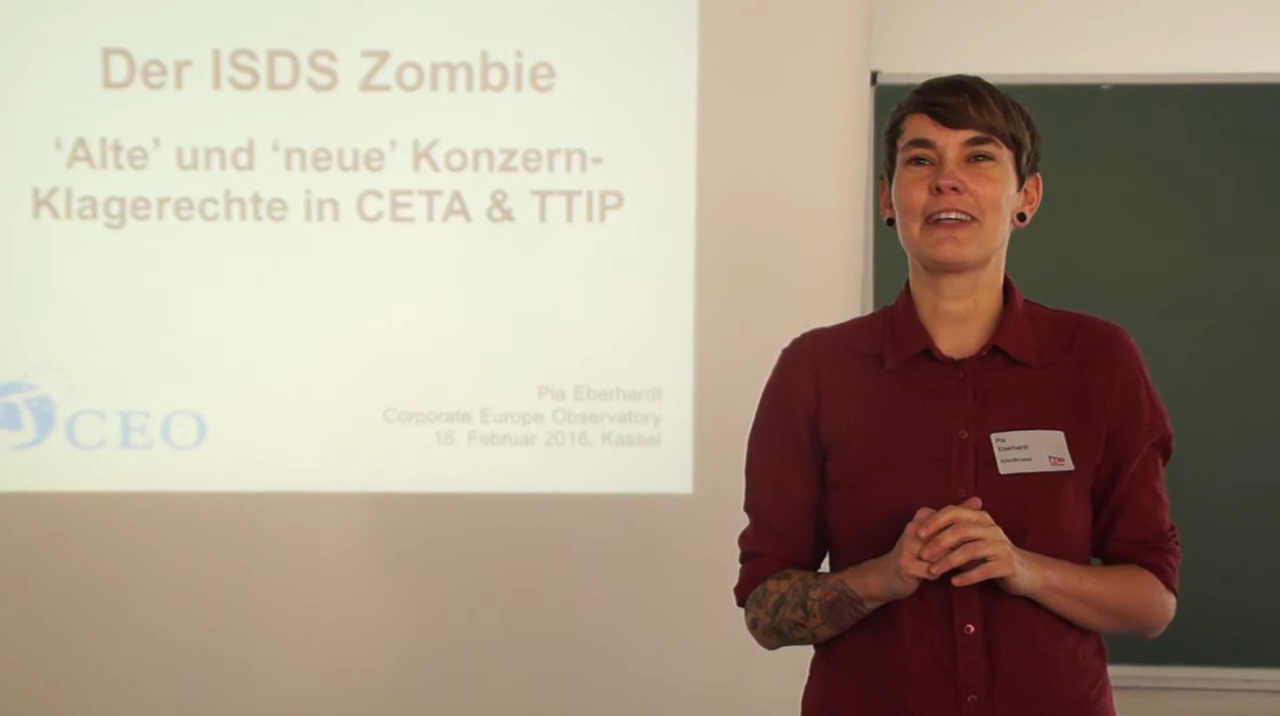 Der ISDS Zombie
‘Alte’ und ‘neue’ Konzern-
Klagerechte in CETA & TTIP
CEO
Pia Eberhardt
Corporate Europe Observatory
16. Februar 2016, Kassel
Pia
Eberhardt
TTIP